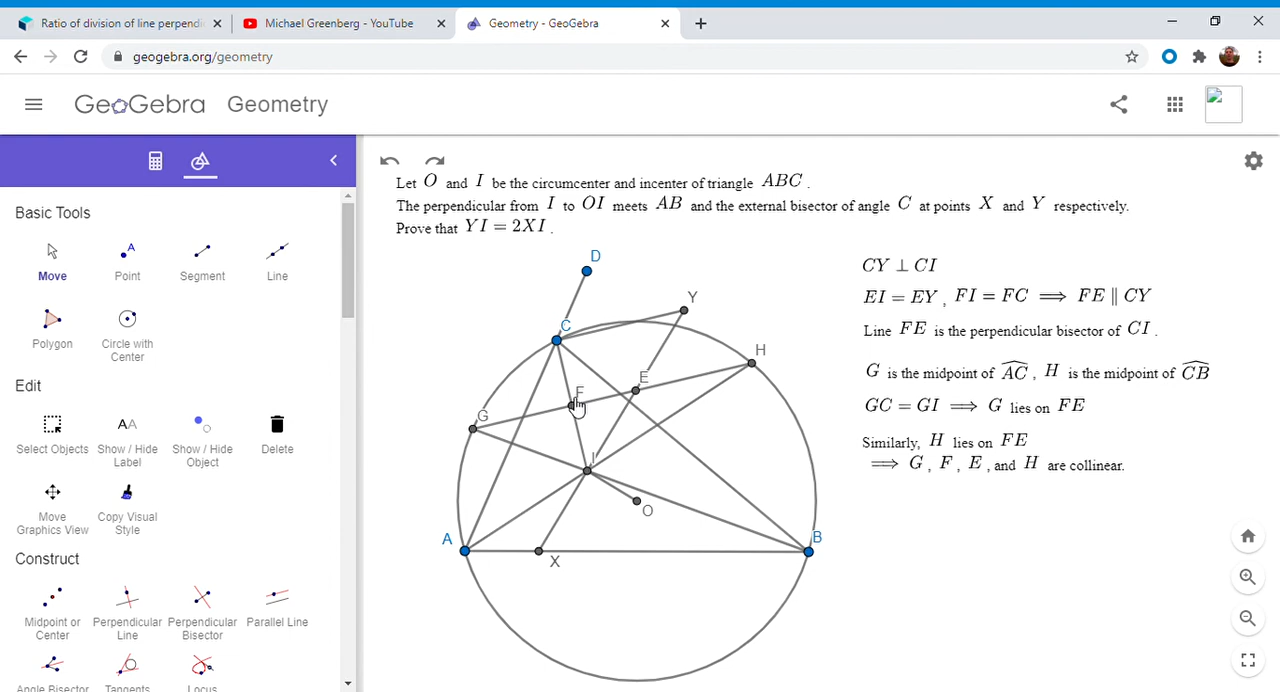 Ratio of division of line perpendi
Michael Greenberg - YouTube
Geometry - GeoGebra
geogebra.org/geometry
GeoGebra Geometry
Basic Tools
Move Point Segment Line
Polygon Circle with Center
Edit
Select Objects Show / Hide Label Show / Hide Object Delete
Move Graphics View Copy Visual Style
Construct
Midpoint or Center Perpendicular Line Perpendicular Bisector Parallel Line
Angle Bisector Tangents Locus
Let O and I be the circumcenter and incenter of triangle ABC .
The perpendicular from I to OI meets AB and the external bisector of angle C at points X and Y respectively.
Prove that YI = 2XI .
D
C
Y
H
E
F
G
I
O
A
B
X
CY ⊥ CI
EI = EY , FI = FC ⟹ FE ∥ CY
Line FE is the perpendicular bisector of CI .
G is the midpoint of A͡C , H is the midpoint of C͡B
GC = GI ⟹ G lies on FE
Similarly, H lies on FE
⟹ G , F , E , and H are collinear.